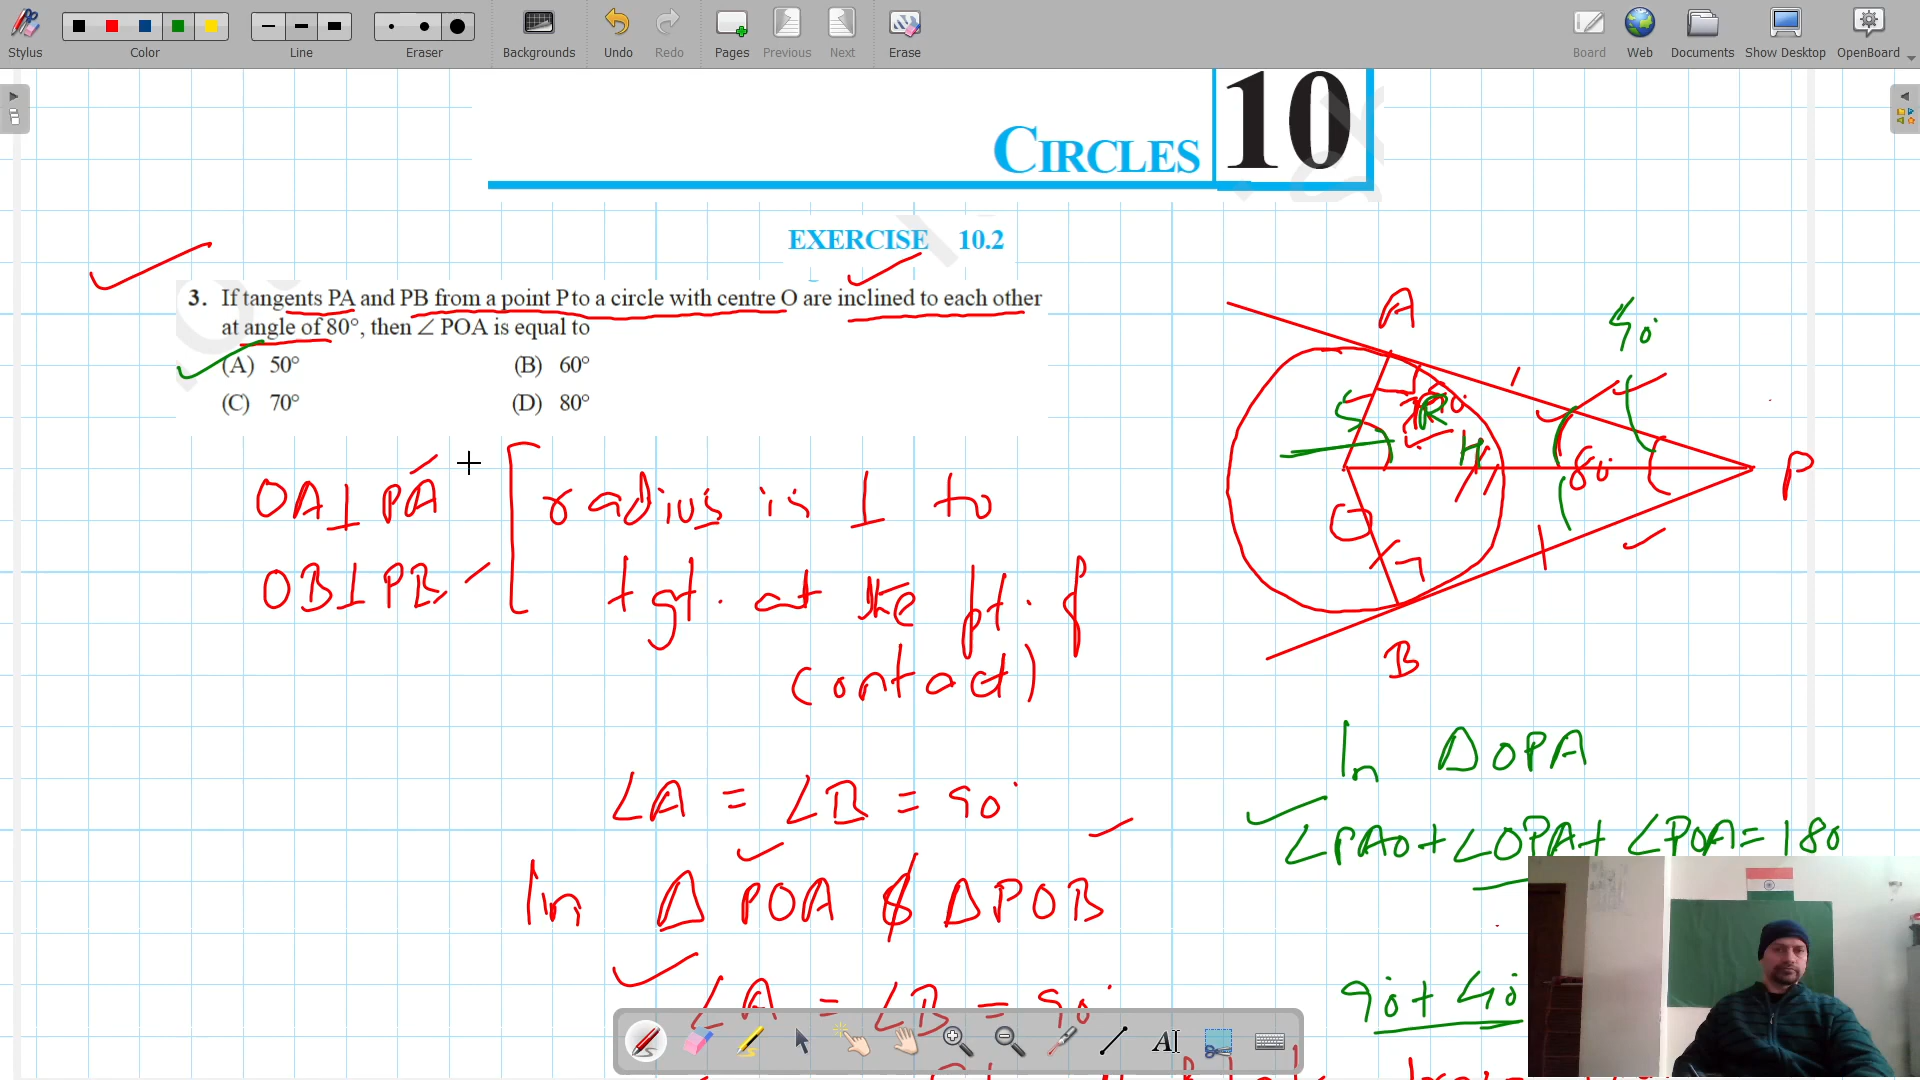 Stylus Color Line Eraser Backgrounds Undo Redo Pages Previous Next Erase Board Web Documents Show Desktop OpenBoard
CIRCLES 10
EXERCISE 10.2
3. If tangents PA and PB from a point P to a circle with centre O are inclined to each other
at angle of 80°, then ∠ POA is equal to
(A) 50° (B) 60°
(C) 70° (D) 80°
OA⊥PA [radius is ⊥ to
OB⊥PB tgt. at the pt. of
contact)
∠A = ∠B = 90°
In Δ POA & ΔPOB
∠A = ∠B = 90°
A
40°
80°
P
O
B
In ΔOPA
∠PAO+∠OPA+∠POA=180
90+40
AI